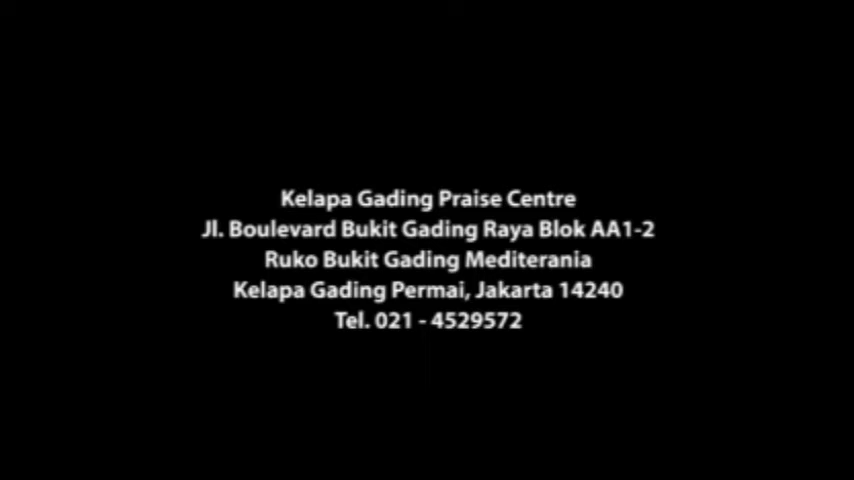 Kelapa Gading Praise Centre
Jl. Boulevard Bukit Gading Raya Blok AA1-2
Ruko Bukit Gading Mediterania
Kelapa Gading Permai, Jakarta 14240
Tel. 021 - 4529572